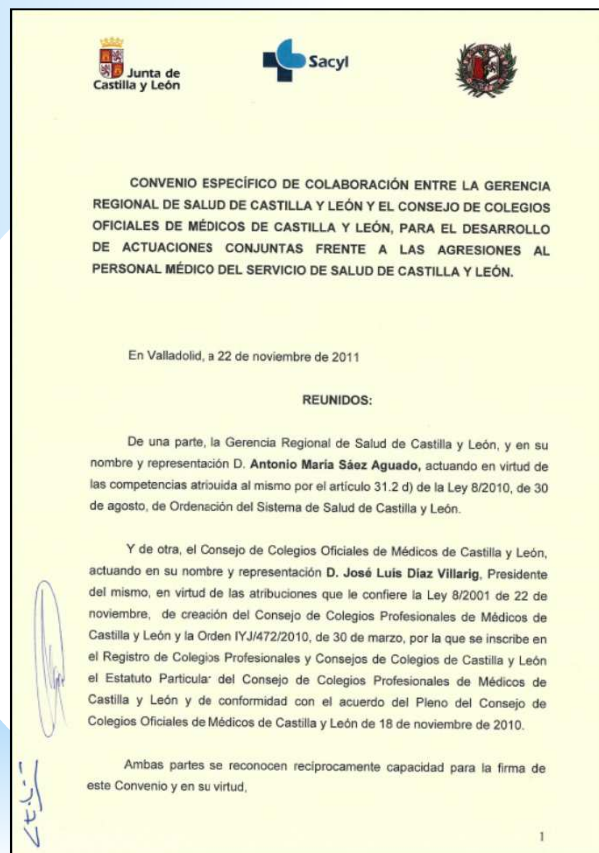 Junta de
Castilla y León
Sacyl
CONVENIO ESPECÍFICO DE COLABORACIÓN ENTRE LA GERENCIA
REGIONAL DE SALUD DE CASTILLA Y LEÓN Y EL CONSEJO DE COLEGIOS
OFICIALES DE MÉDICOS DE CASTILLA Y LEÓN, PARA EL DESARROLLO
DE ACTUACIONES CONJUNTAS FRENTE A LAS AGRESIONES AL
PERSONAL MÉDICO DEL SERVICIO DE SALUD DE CASTILLA Y LEÓN.
En Valladolid, a 22 de noviembre de 2011
REUNIDOS:
De una parte, la Gerencia Regional de Salud de Castilla y León, y en su
nombre y representación D. Antonio María Sáez Aguado, actuando en virtud de
las competencias atribuida al mismo por el artículo 31.2 d) de la Ley 8/2010, de 30
de agosto, de Ordenación del Sistema de Salud de Castilla y León.
Y de otra, el Consejo de Colegios Oficiales de Médicos de Castilla y León,
actuando en su nombre y representación D. José Luis Díaz Villarig, Presidente
del mismo, en virtud de las atribuciones que le confiere la Ley 8/2001 de 22 de
noviembre, de creación del Consejo de Colegios Profesionales de Médicos de
Castilla y León y la Orden IYJ/472/2010, de 30 de marzo, por la que se inscribe en
el Registro de Colegios Profesionales y Consejos de Colegios de Castilla y León
el Estatuto Particular del Consejo de Colegios Profesionales de Médicos de
Castilla y León y de conformidad con el acuerdo del Pleno del Consejo de
Colegios Oficiales de Médicos de Castilla y León de 18 de noviembre de 2010.
Ambas partes se reconocen recíprocamente capacidad para la firma de
este Convenio y en su virtud,
1